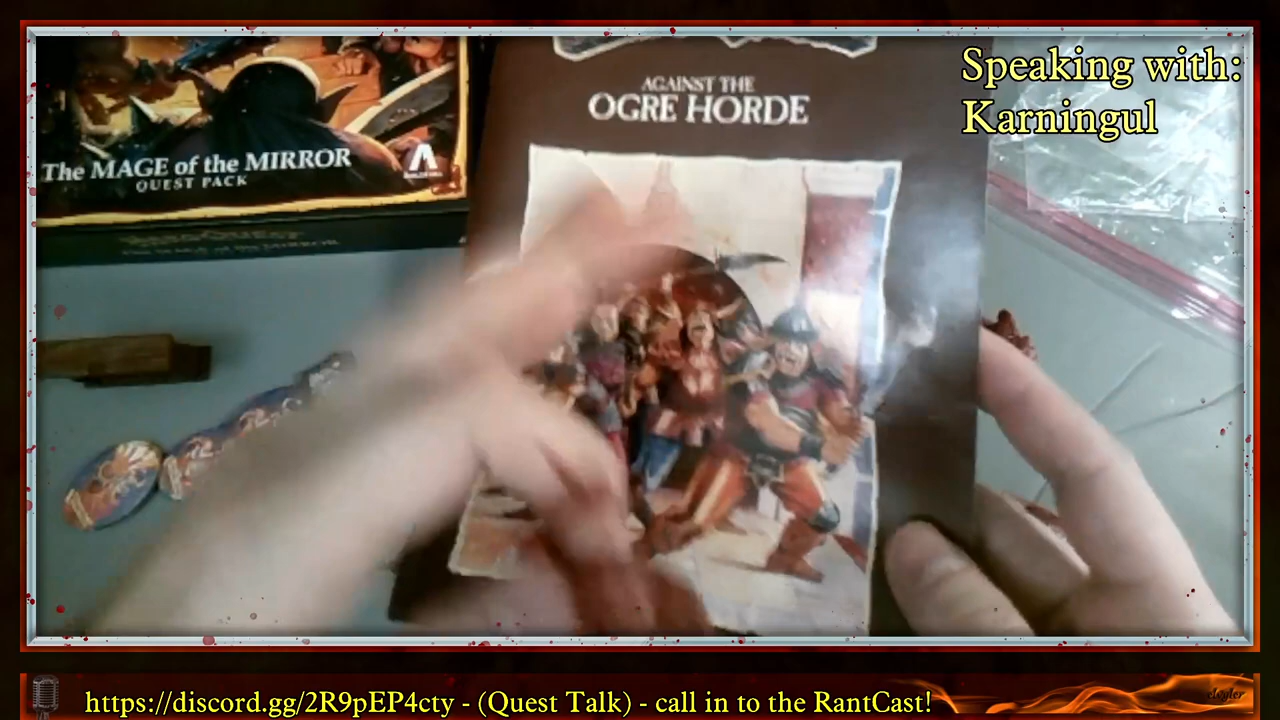 Speaking with:
Karningul
AGAINST THE
OGRE HORDE
The MAGE of the MIRROR
QUEST PACK
https://discord.gg/2R9pEP4cty - (Quest Talk) - call in to the RantCast!